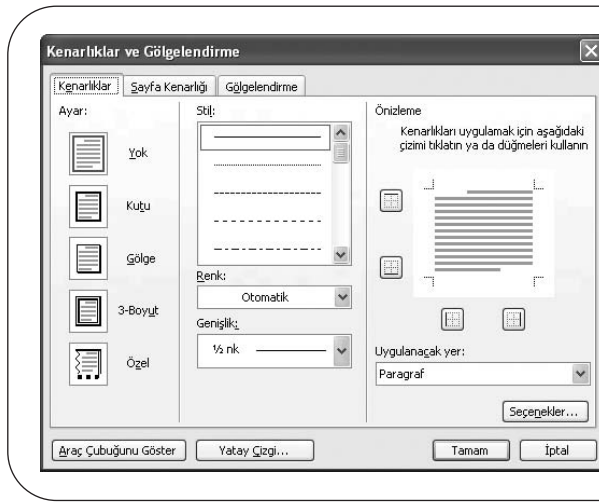 Kenarlıklar ve Gölgelendirme
Kenarlıklar
Sayfa Kenarlığı
Gölgelendirme
Ayar:
Yok
Kutu
Gölge
3-Boyut
Özel
Stil:
Renk:
Otomatik
Genişlik:
½ nk
Önizleme
Kenarlıkları uygulamak için aşağıdaki
çizimi tıklatın ya da düğmeleri kullanın
Uygulanacak yer:
Paragraf
Seçenekler...
Araç Çubuğunu Göster
Yatay Çizgi...
Tamam
İptal